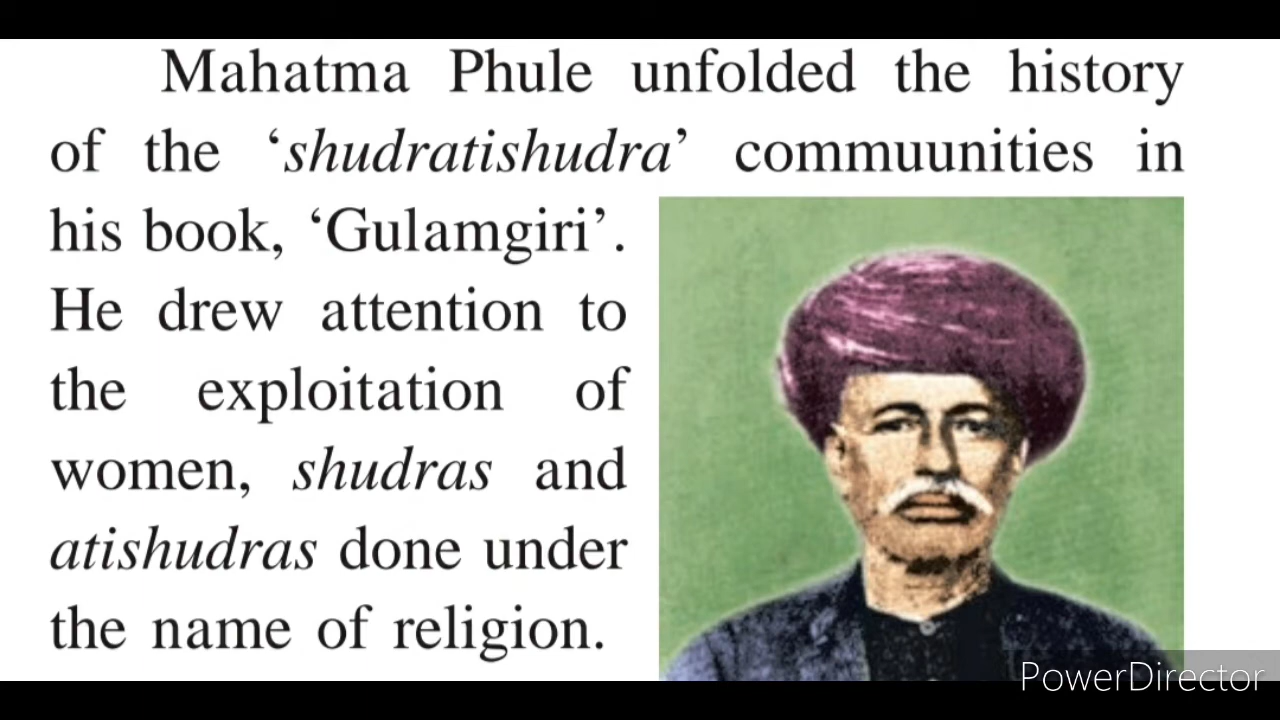 Mahatma Phule unfolded the history
of the ‘shudratishudra’ commuunities in
his book, ‘Gulamgiri’.
He drew attention to
the exploitation of
women, shudras and
atishudras done under
the name of religion.
PowerDirector